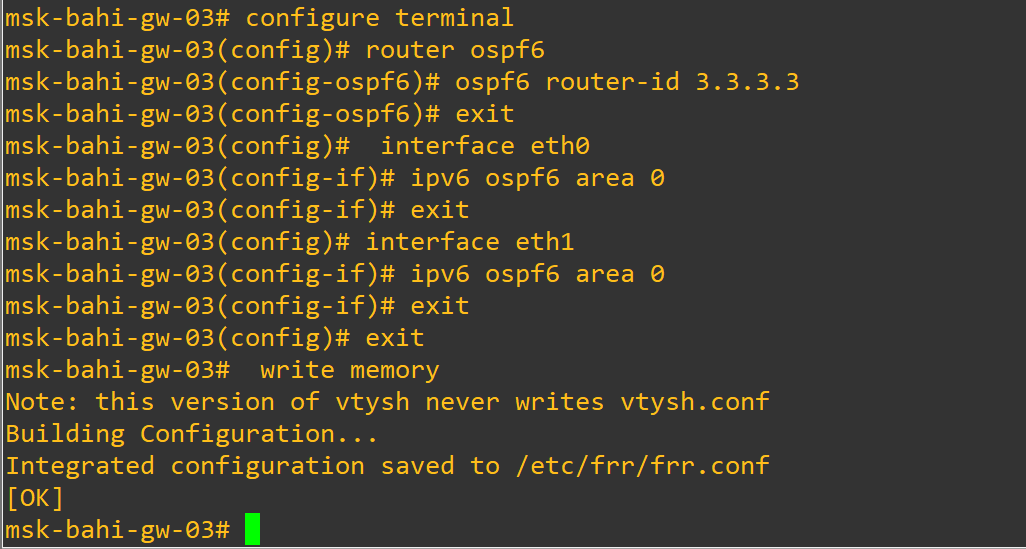 msk-bahi-gw-03# configure terminal
msk-bahi-gw-03(config)# router ospf6
msk-bahi-gw-03(config-ospf6)# ospf6 router-id 3.3.3.3
msk-bahi-gw-03(config-ospf6)# exit
msk-bahi-gw-03(config)#  interface eth0
msk-bahi-gw-03(config-if)# ipv6 ospf6 area 0
msk-bahi-gw-03(config-if)# exit
msk-bahi-gw-03(config)# interface eth1
msk-bahi-gw-03(config-if)# ipv6 ospf6 area 0
msk-bahi-gw-03(config-if)# exit
msk-bahi-gw-03(config)# exit
msk-bahi-gw-03#  write memory
Note: this version of vtysh never writes vtysh.conf
Building Configuration...
Integrated configuration saved to /etc/frr/frr.conf
[OK]
msk-bahi-gw-03#